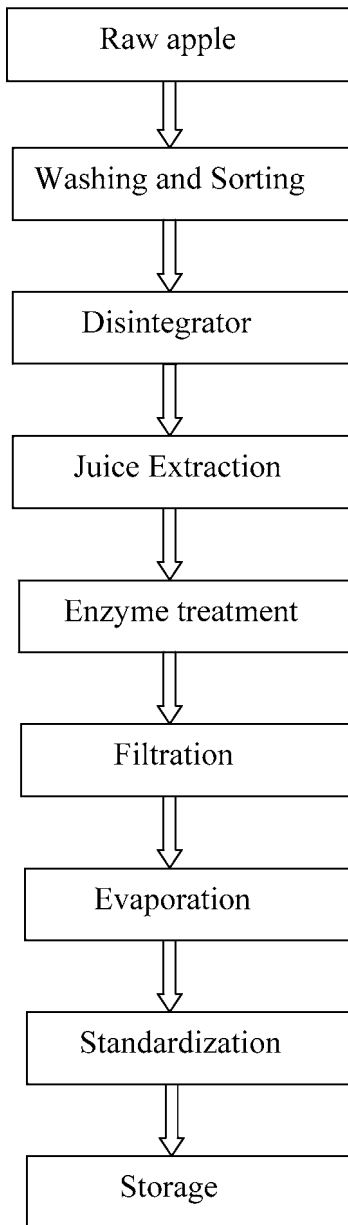 Raw apple
Washing and Sorting
Disintegrator
Juice Extraction
Enzyme treatment
Filtration
Evaporation
Standardization
Storage